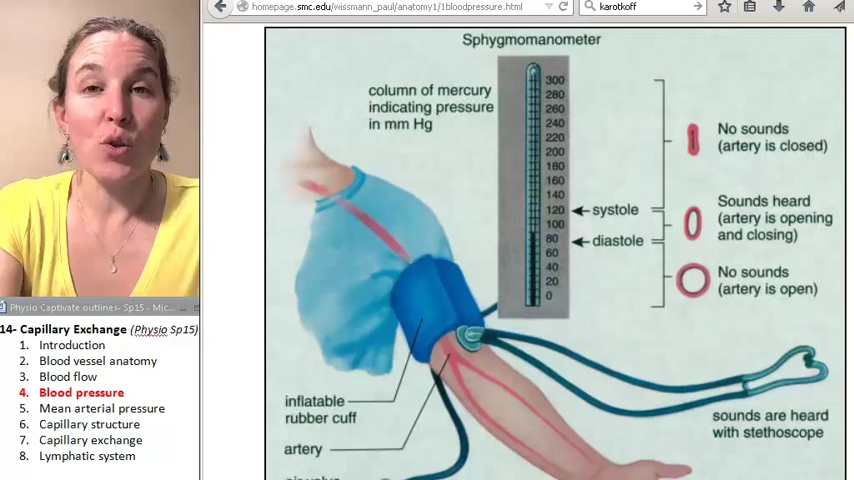 homepage.smc.edu/wissmann_paul/anatomy1/1bloodpressure.html
karotkoff
Sphygmomanometer
column of mercury
indicating pressure
in mm Hg
300
280
260
240
220
200
180
160
140
120
100
80
60
40
20
0
systole
diastole
No sounds
(artery is closed)
Sounds heard
(artery is opening
and closing)
No sounds
(artery is open)
inflatable
rubber cuff
artery
sounds are heard
with stethoscope
Physio Captivate outlines- Sp15 - Mic...
14- Capillary Exchange (Physio Sp15)
1. Introduction
2. Blood vessel anatomy
3. Blood flow
4. Blood pressure
5. Mean arterial pressure
6. Capillary structure
7. Capillary exchange
8. Lymphatic system